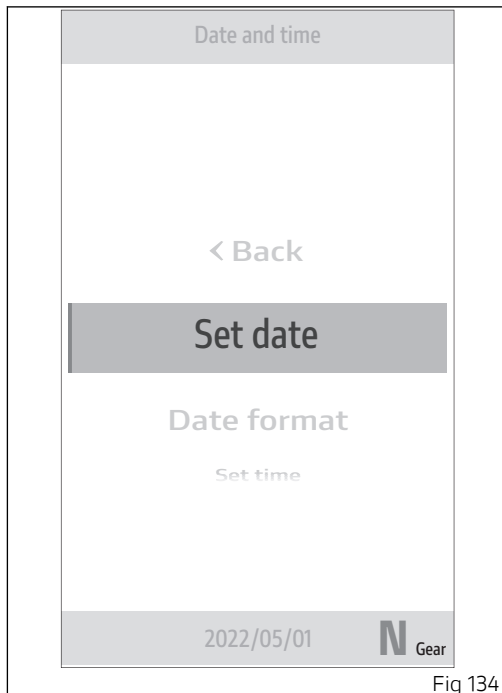 Date and time
< Back
Set date
Date format
Set time
2022/05/01 N Gear
Fig 134